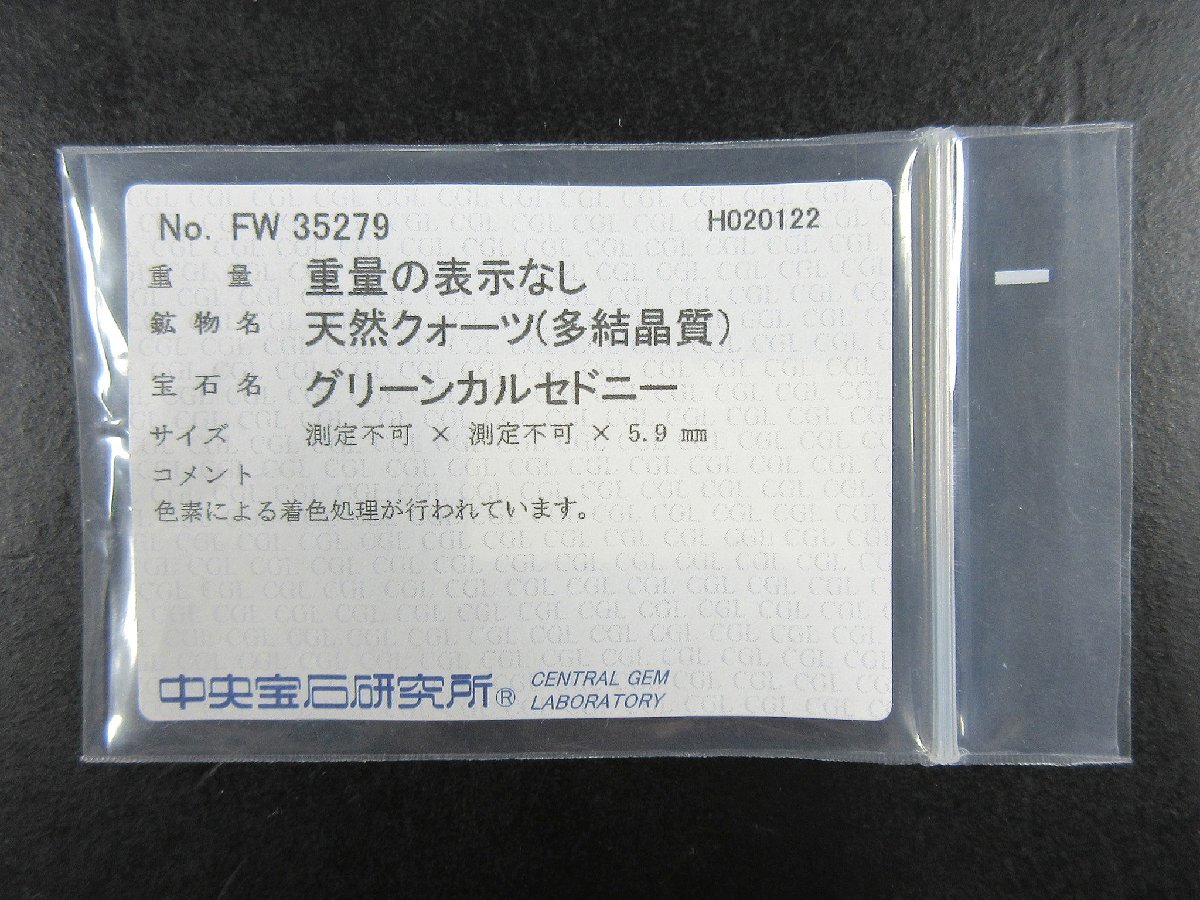 No. FW 35279 H020122
重 量 重量の表示なし
鉱物名 天然クォーツ(多結晶質)
宝石名 グリーンカルセドニー
サイズ 測定不可 × 測定不可 × 5.9 mm
コメント
色素による着色処理が行われています。
中央宝石研究所® CENTRAL GEM
LABORATORY